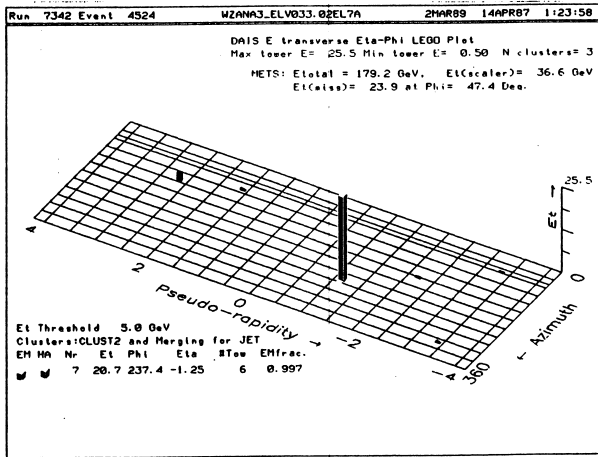 Run 7342 Event 4524 WZANA3_ELV033.02EL7A 2MAR89 14APR87 1:23:58
DAIS E transverse Eta-Phi LEGO Plot
Max tower E= 25.5 Min tower E= 0.50 N clusters= 3
METS: Etotal = 179.2 GeV, Et(scaler)= 36.6 GeV
Et(miss)= 23.9 at Phi= 47.4 Deg.
25.5
Et →
0
4
2
0
-2
-4
360
Pseudo-rapidity →
← Azimuth
Et Threshold 5.0 GeV
Clusters:CLUST2 and Merging for JET
EM HA Nr Et Phi Eta #Tow EMfrac.
7 20.7 237.4 -1.25 6 0.997